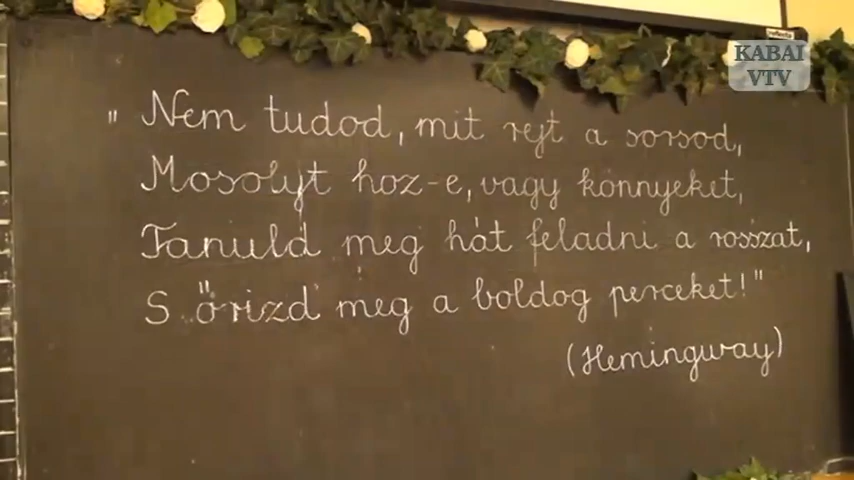 KABAI
VTV
"Nem tudod, mit rejt a sorsod,
Mosolyt hoz-e, vagy könnyeket,
Tanuld meg hát feladni a rosszat,
S őrizd meg a boldog perceket!"
(Hemingway)